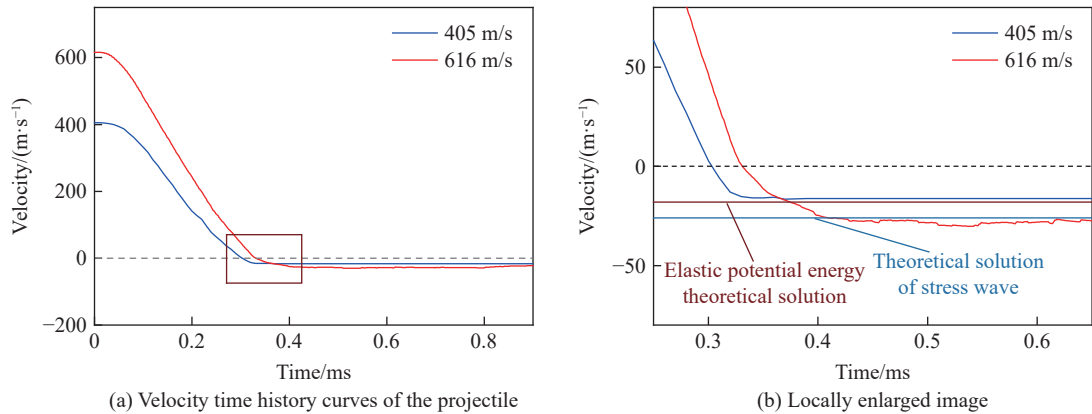 405 m/s
616 m/s
600
400
200
0
−200
Velocity/(m·s⁻¹)
0
0.2
0.4
0.6
0.8
Time/ms
(a) Velocity time history curves of the projectile
405 m/s
616 m/s
50
0
−50
Velocity/(m·s⁻¹)
Elastic potential energy
theoretical solution
Theoretical solution
of stress wave
0.3
0.4
0.5
0.6
Time/ms
(b) Locally enlarged image